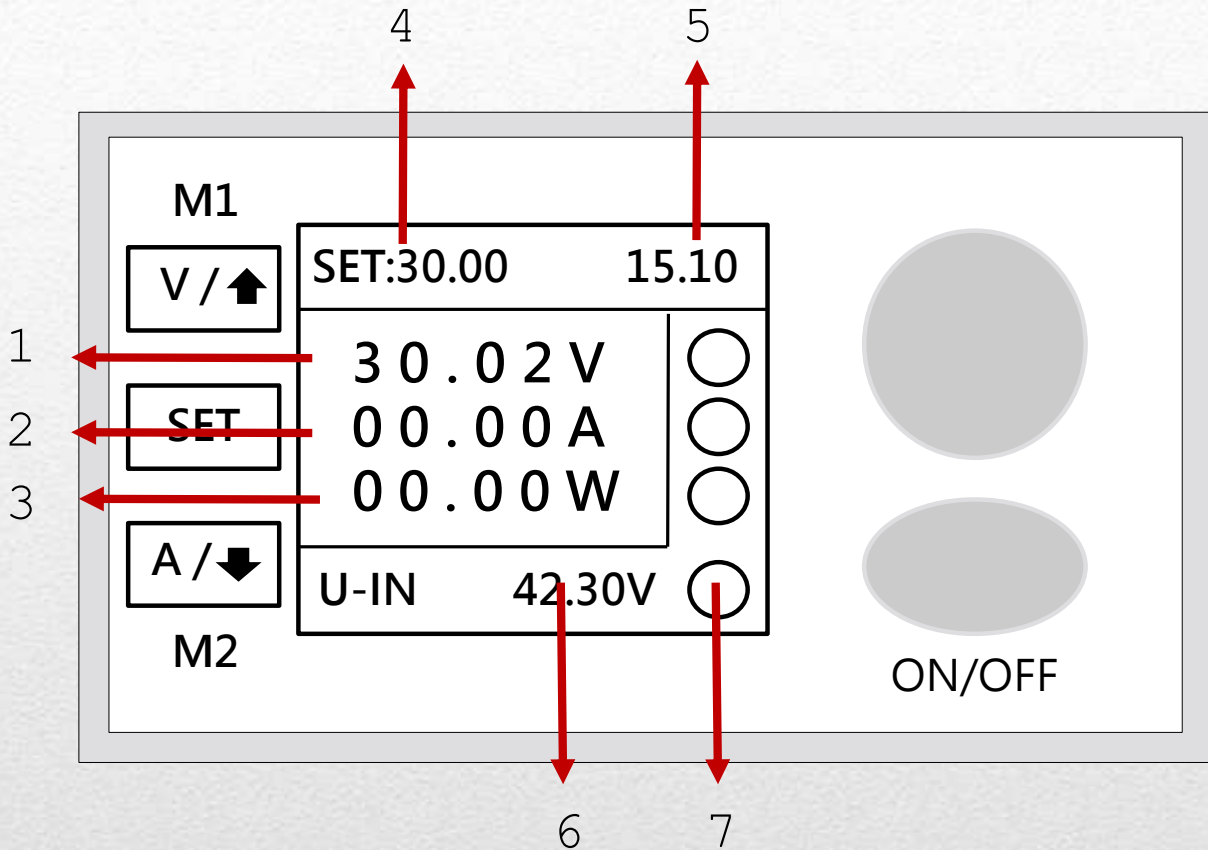 4 5
M1
V / ⬆
SET:30.00 15.10
1
30.02V
2
SET
00.00A
3
00.00W
A / ⬇
U-IN 42.30V
M2
ON/OFF
6 7